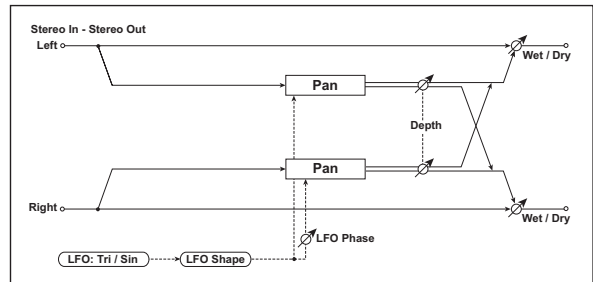 Stereo In - Stereo Out
Left
Wet / Dry
Pan
Depth
Pan
Right
Wet / Dry
LFO Phase
LFO: Tri / Sin
LFO Shape